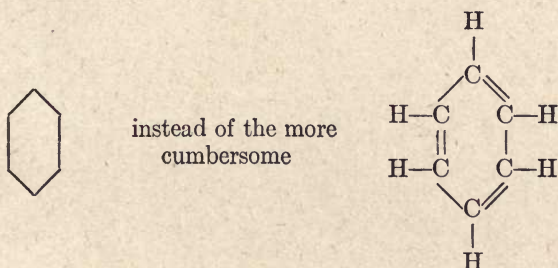 H
C
H—C C—H
instead of the more
cumbersome
H—C C—H
C
H